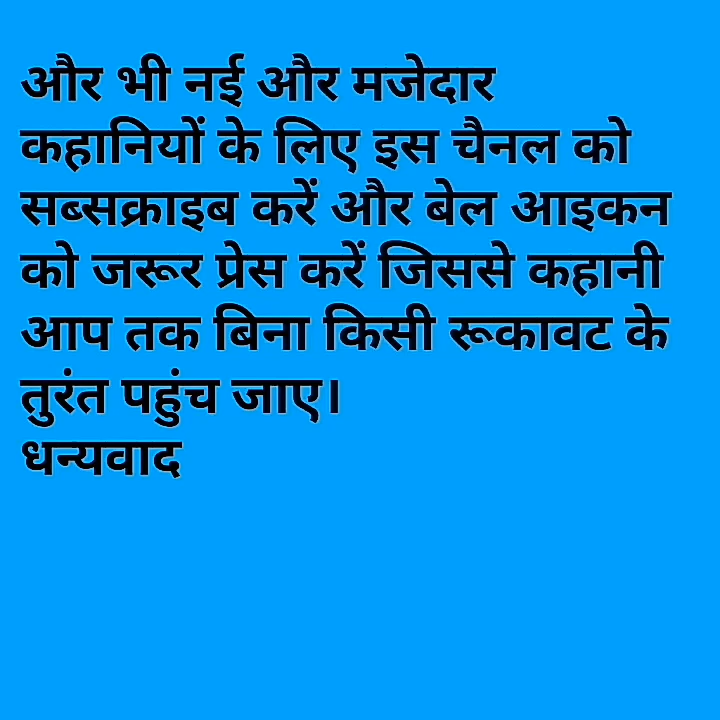 और भी नई और मजेदार
कहानियों के लिए इस चैनल को
सब्सक्राइब करें और बेल आइकन
को जरूर प्रेस करें जिससे कहानी
आप तक बिना किसी रूकावट के
तुरंत पहुंच जाए।
धन्यवाद